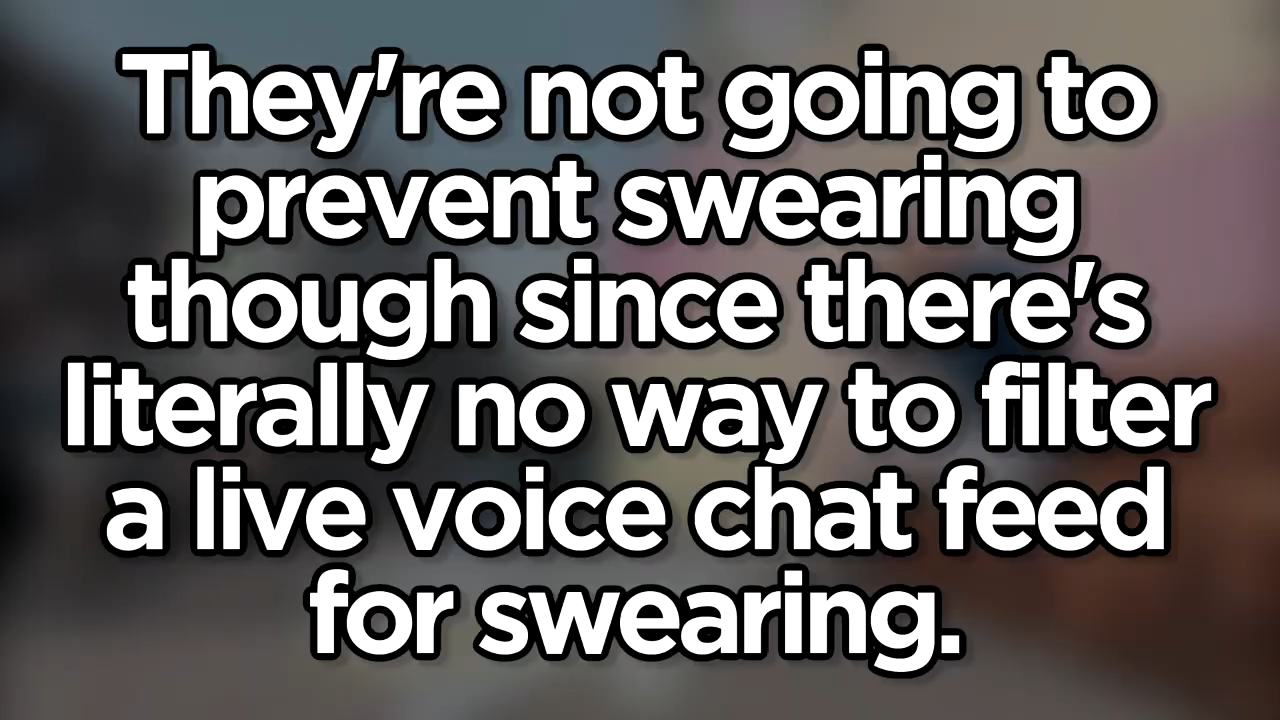 They're not going to
prevent swearing
though since there's
literally no way to filter
a live voice chat feed
for swearing.